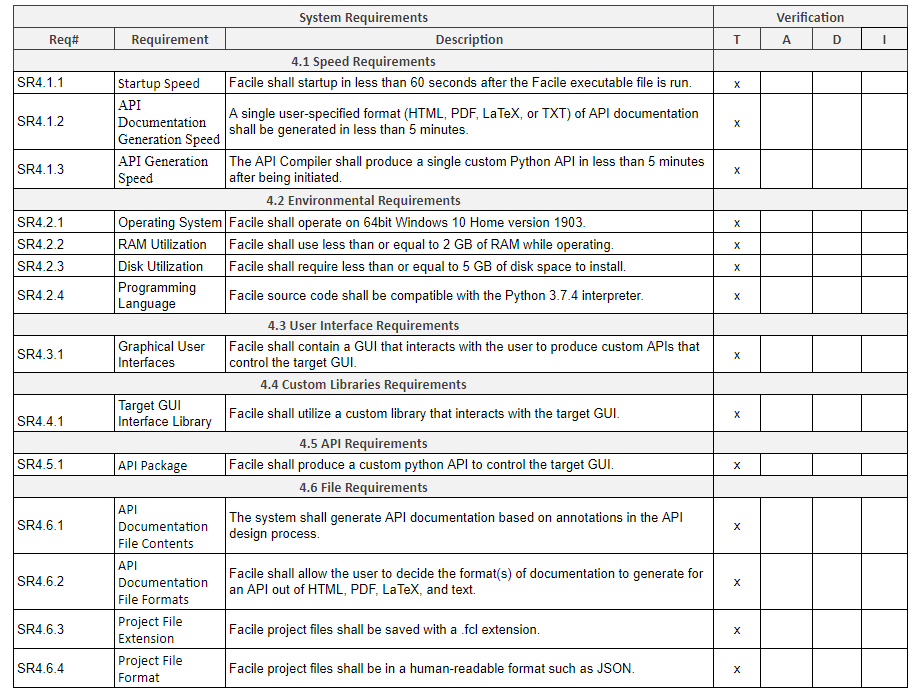 System Requirements Verification
Req# Requirement Description T A D I
4.1 Speed Requirements
SR4.1.1 Startup Speed Facile shall startup in less than 60 seconds after the Facile executable file is run. x
SR4.1.2 API
Documentation
Generation Speed A single user-specified format (HTML, PDF, LaTeX, or TXT) of API documentation
shall be generated in less than 5 minutes. x
SR4.1.3 API Generation
Speed The API Compiler shall produce a single custom Python API in less than 5 minutes
after being initiated. x
4.2 Environmental Requirements
SR4.2.1 Operating System Facile shall operate on 64bit Windows 10 Home version 1903. x
SR4.2.2 RAM Utilization Facile shall use less than or equal to 2 GB of RAM while operating. x
SR4.2.3 Disk Utilization Facile shall require less than or equal to 5 GB of disk space to install. x
SR4.2.4 Programming
Language Facile source code shall be compatible with the Python 3.7.4 interpreter. x
4.3 User Interface Requirements
SR4.3.1 Graphical User
Interfaces Facile shall contain a GUI that interacts with the user to produce custom APIs that
control the target GUI. x
4.4 Custom Libraries Requirements
SR4.4.1 Target GUI
Interface Library Facile shall utilize a custom library that interacts with the target GUI. x
4.5 API Requirements
SR4.5.1 API Package Facile shall produce a custom python API to control the target GUI. x
4.6 File Requirements
SR4.6.1 API
Documentation
File Contents The system shall generate API documentation based on annotations in the API
design process. x
SR4.6.2 API
Documentation
File Formats Facile shall allow the user to decide the format(s) of documentation to generate for
an API out of HTML, PDF, LaTeX, and text. x
SR4.6.3 Project File
Extension Facile project files shall be saved with a .fcl extension. x
SR4.6.4 Project File
Format Facile project files shall be in a human-readable format such as JSON. x